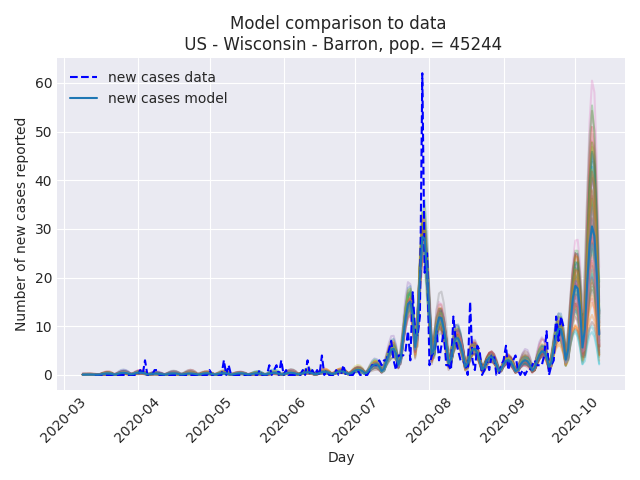 Model comparison to data
US - Wisconsin - Barron, pop. = 45244
new cases data
new cases model
Number of new cases reported
60
50
40
30
20
10
0
2020-03
2020-04
2020-05
2020-06
2020-07
2020-08
2020-09
2020-10
Day